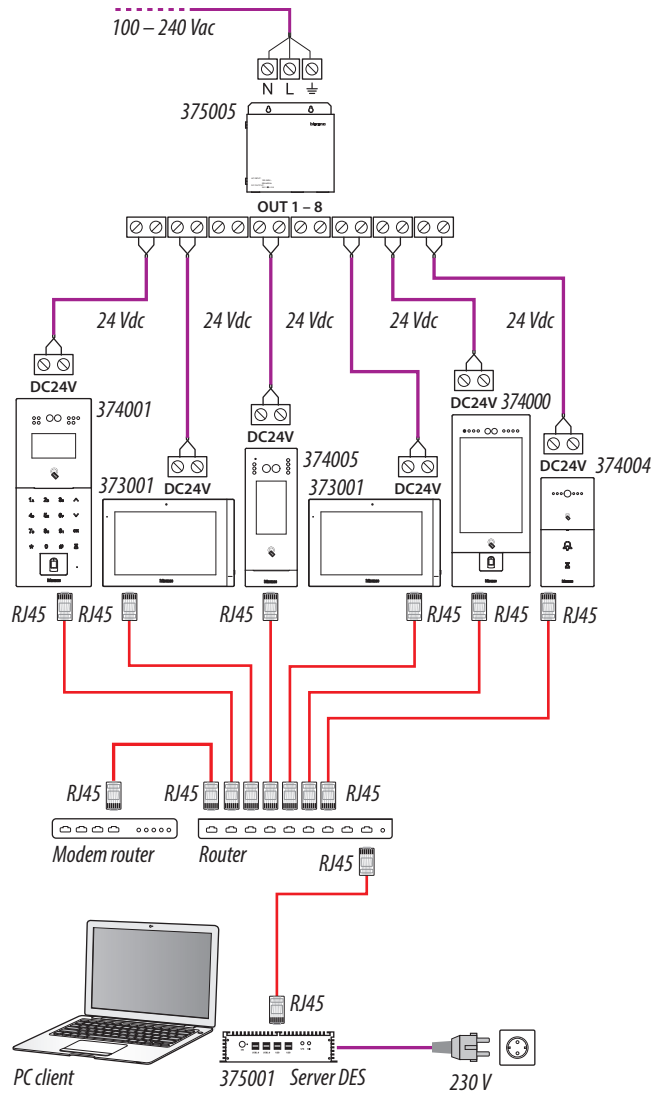 100 – 240 Vac
N L
375005
OUT 1 – 8
24 Vdc 24 Vdc 24 Vdc 24 Vdc 24 Vdc
DC24V
374001
DC24V 374000
DC24V
374005
DC24V 374004
373001 DC24V
373001 DC24V
RJ45 RJ45 RJ45 RJ45 RJ45 RJ45
RJ45 RJ45 RJ45
Modem router Router
RJ45
RJ45
PC client 375001 Server DES 230 V